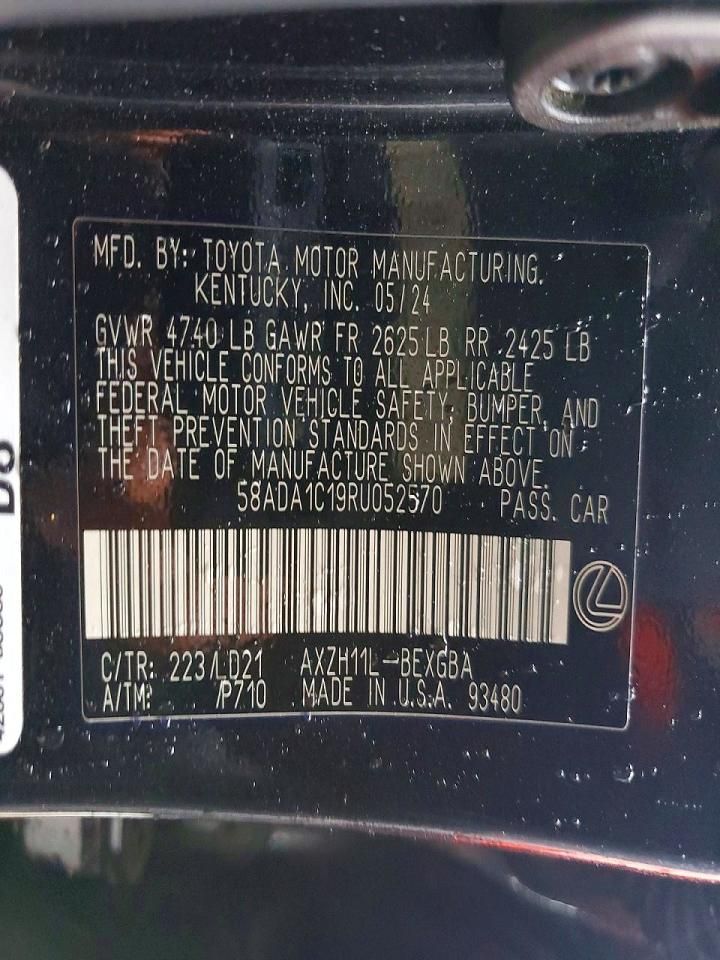 MFD. BY: TOYOTA MOTOR MANUFACTURING.
KENTUCKY, INC. 05/24
GVWR 4740 LB GAWR FR 2625 LB RR 2425 LB
THIS VEHICLE CONFORMS TO ALL APPLICABLE
FEDERAL MOTOR VEHICLE SAFETY, BUMPER, AND
THEFT PREVENTION STANDARDS IN EFFECT ON
THE DATE OF MANUFACTURE SHOWN ABOVE.
58ADA1C19RU052570 PASS. CAR
C/TR: 223/LD21 AXZH11L-BEXGBA
A/TM: /P710 MADE IN U.S.A. 93480